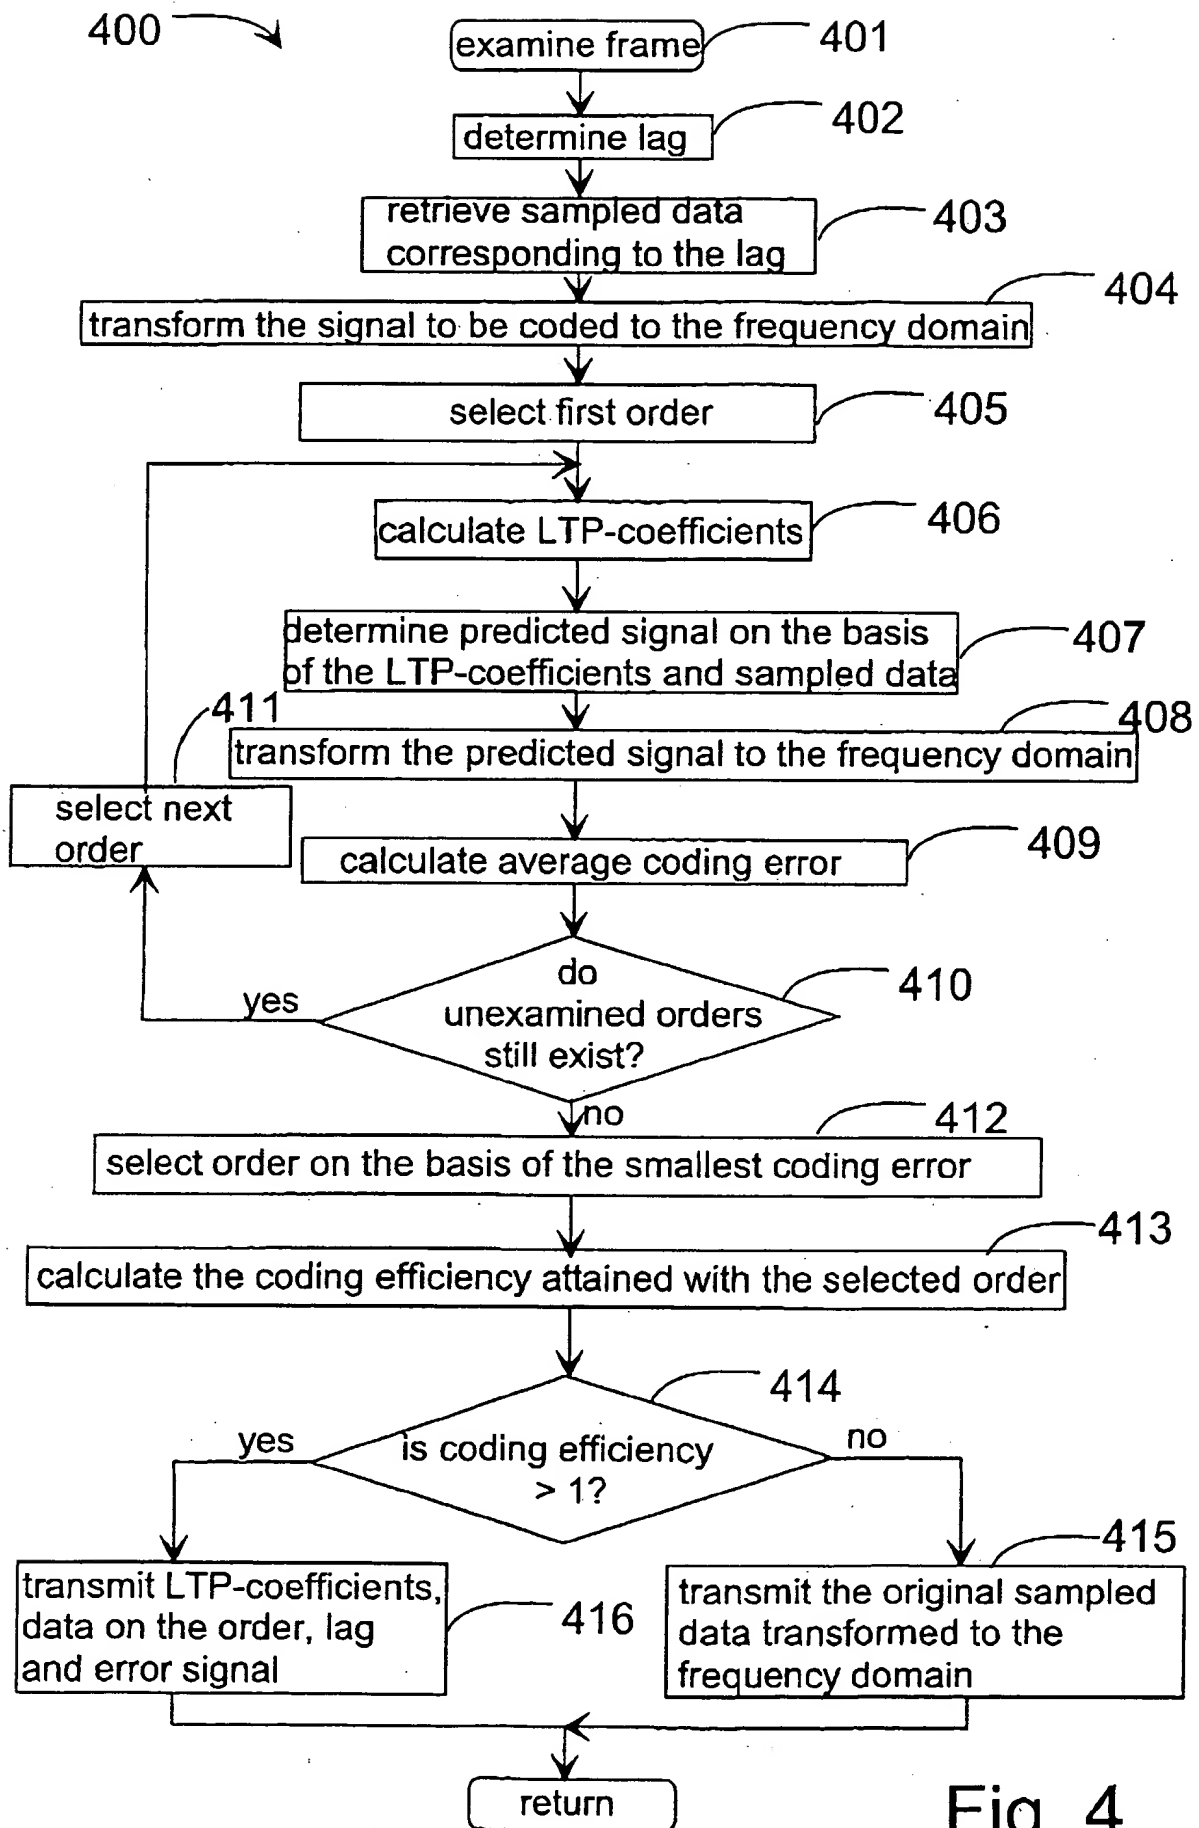 400
examine frame
401
determine lag
402
retrieve sampled data
corresponding to the lag
403
404
transform the signal to be coded to the frequency domain
select first order
405
calculate LTP-coefficients
406
determine predicted signal on the basis
of the LTP-coefficients and sampled data
407
411
408
transform the predicted signal to the frequency domain
select next
order
calculate average coding error
409
do
unexamined orders
still exist?
410
yes
no
412
select order on the basis of the smallest coding error
413
calculate the coding efficiency attained with the selected order
414
is coding efficiency
> 1?
yes
no
415
transmit LTP-coefficients,
data on the order, lag
and error signal
416
transmit the original sampled
data transformed to the
frequency domain
return
Fig. 4